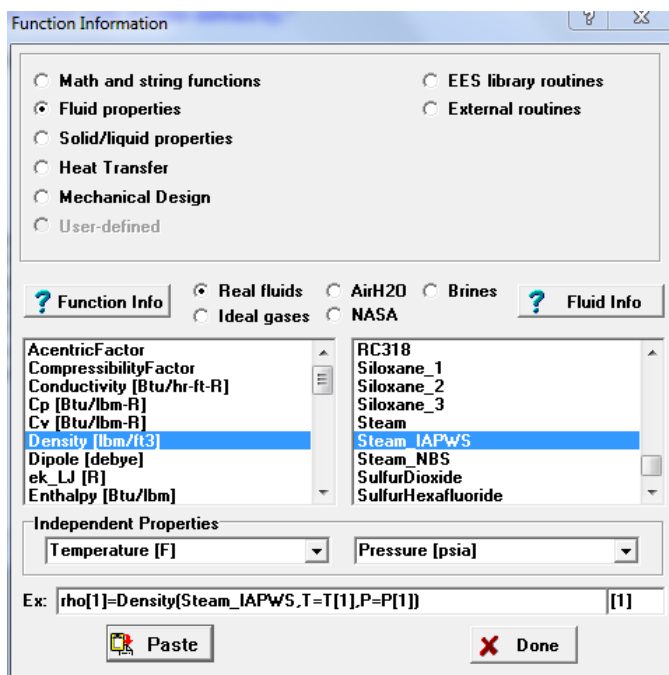 Function Information
Math and string functions
EES library routines
Fluid properties
External routines
Solid/liquid properties
Heat Transfer
Mechanical Design
User-defined
? Function Info
Real fluids
AirH2O
Brines
? Fluid Info
Ideal gases
NASA
AcentricFactor
CompressibilityFactor
Conductivity [Btu/hr-ft-R]
Cp [Btu/lbm-R]
Cv [Btu/lbm-R]
Density [lbm/ft3]
Dipole [debye]
ek_LJ [R]
Enthalpy [Btu/lbm]
RC318
Siloxane_1
Siloxane_2
Siloxane_3
Steam
Steam_IAPWS
Steam_NBS
SulfurDioxide
SulfurHexafluoride
Independent Properties
Temperature [F]
Pressure [psia]
Ex: rho[1]=Density(Steam_IAPWS,T=T[1],P=P[1]) [1]
Paste
Done